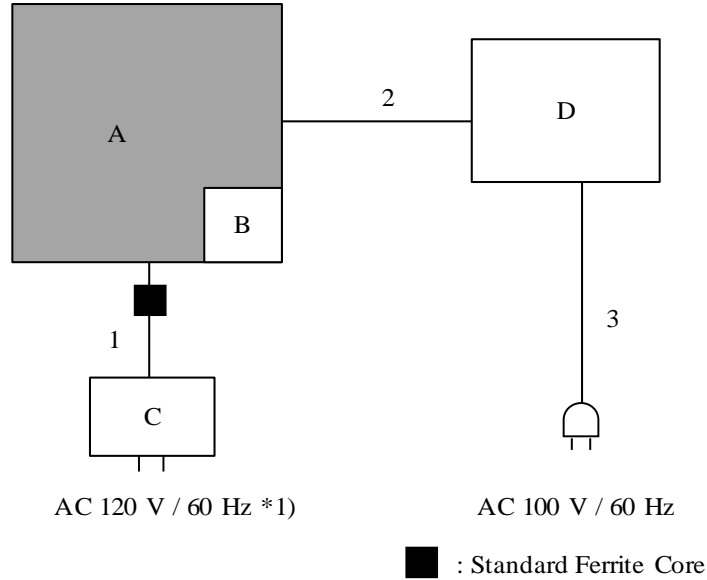 A
B
2
D
1
3
C
AC 120 V / 60 Hz *1)
AC 100 V / 60 Hz
: Standard Ferrite Core